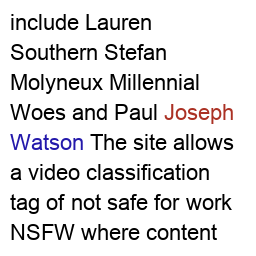 include Lauren
Southern Stefan
Molyneux Millennial
Woes and Paul Joseph
Watson The site allows
a video classification
tag of not safe for work
NSFW where content